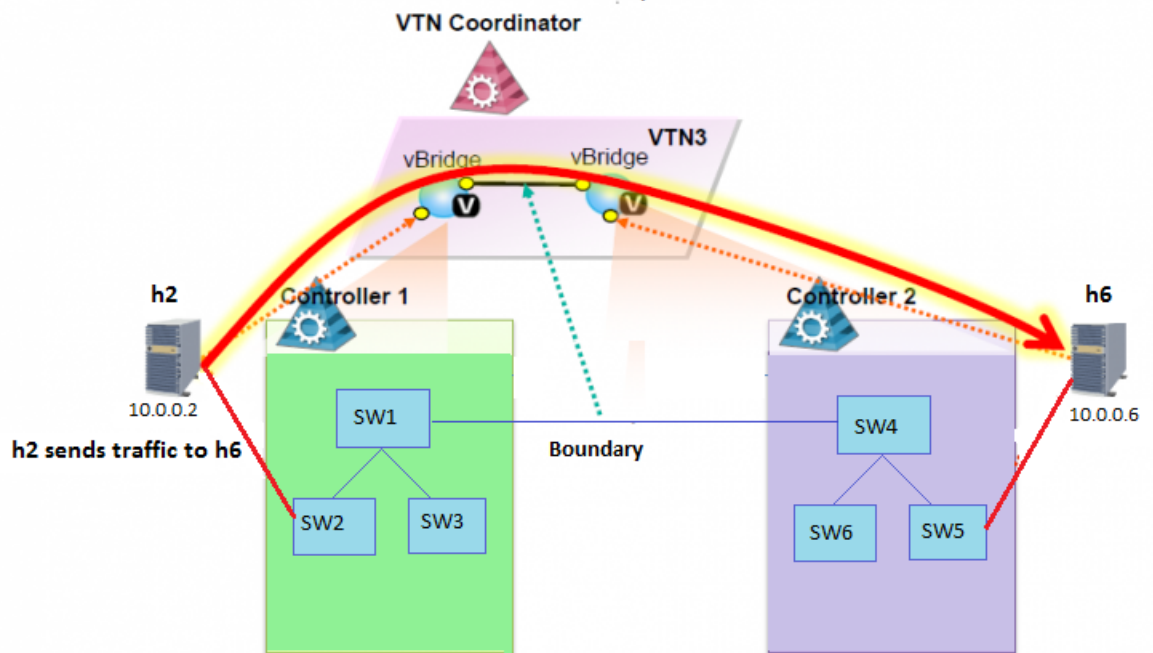 VTN Coordinator
VTN3
vBridge
vBridge
V
V
Controller 1
Controller 2
h2
h6
10.0.0.2
10.0.0.6
h2 sends traffic to h6
SW1
SW4
Boundary
SW2
SW3
SW6
SW5